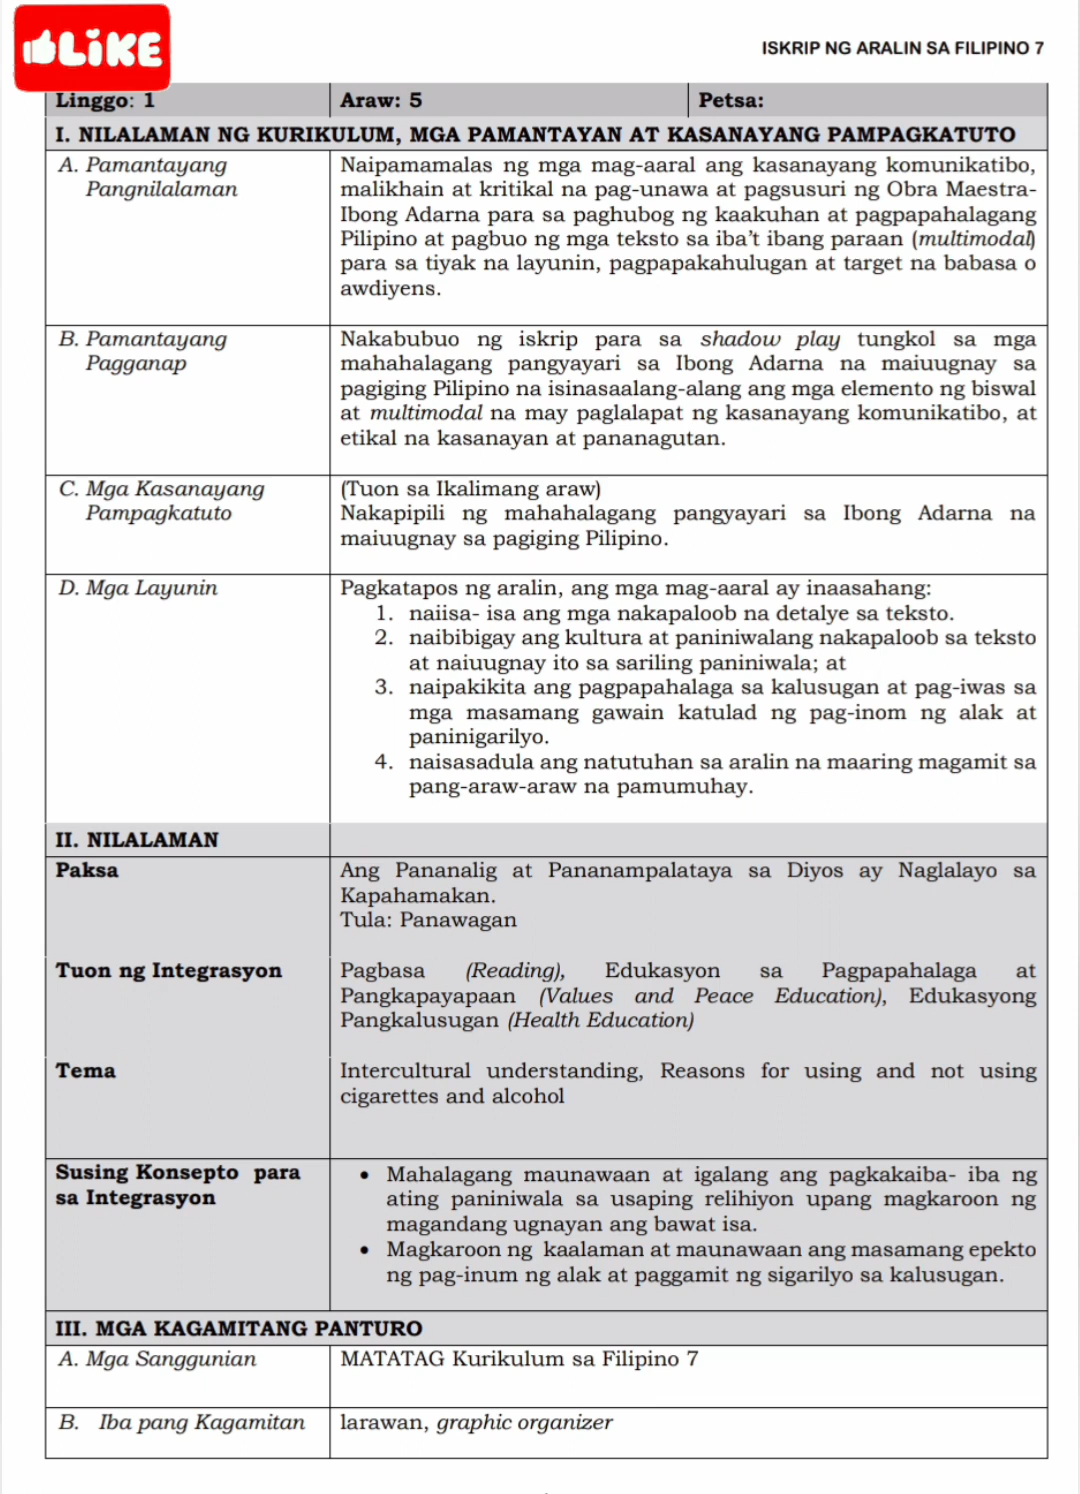 LiKE
ISKRIP NG ARALIN SA FILIPINO 7
Linggo: 1 Araw: 5 Petsa:
I. NILALAMAN NG KURIKULUM, MGA PAMANTAYAN AT KASANAYANG PAMPAGKATUTO
A. Pamantayang
Pangnilalaman
Naipamamalas ng mga mag-aaral ang kasanayang komunikatibo,
malikhain at kritikal na pag-unawa at pagsusuri ng Obra Maestra-
Ibong Adarna para sa paghubog ng kaakuhan at pagpapahalagang
Pilipino at pagbuo ng mga teksto sa iba't ibang paraan (multimodal)
para sa tiyak na layunin, pagpapakahulugan at target na babasa o
awdiyens.
B. Pamantayang
Pagganap
Nakabubuo ng iskrip para sa shadow play tungkol sa mga
mahahalagang pangyayari sa Ibong Adarna na maiuugnay sa
pagiging Pilipino na isinasaalang-alang ang mga elemento ng biswal
at multimodal na may paglalapat ng kasanayang komunikatibo, at
etikal na kasanayan at pananagutan.
C. Mga Kasanayang
Pampagkatuto
(Tuon sa Ikalimang araw)
Nakapipili ng mahahalagang pangyayari sa Ibong Adarna na
maiuugnay sa pagiging Pilipino.
D. Mga Layunin
Pagkatapos ng aralin, ang mga mag-aaral ay inaasahang:
1. naiisa- isa ang mga nakapaloob na detalye sa teksto.
2. naibibigay ang kultura at paniniwalang nakapaloob sa teksto
at naiuugnay ito sa sariling paniniwala; at
3. naipakikita ang pagpapahalaga sa kalusugan at pag-iwas sa
mga masamang gawain katulad ng pag-inom ng alak at
paninigarilyo.
4. naisasadula ang natutuhan sa aralin na maaring magamit sa
pang-araw-araw na pamumuhay.
II. NILALAMAN
Paksa
Ang Pananalig at Pananampalataya sa Diyos ay Naglalayo sa
Kapahamakan.
Tula: Panawagan
Tuon ng Integrasyon
Pagbasa (Reading), Edukasyon sa Pagpapahalaga at
Pangkapayapaan (Values and Peace Education), Edukasyong
Pangkalusugan (Health Education)
Tema
Intercultural understanding, Reasons for using and not using
cigarettes and alcohol
Susing Konsepto para
sa Integrasyon
• Mahalagang maunawaan at igalang ang pagkakaiba- iba ng
ating paniniwala sa usaping relihiyon upang magkaroon ng
magandang ugnayan ang bawat isa.
• Magkaroon ng kaalaman at maunawaan ang masamang epekto
ng pag-inum ng alak at paggamit ng sigarilyo sa kalusugan.
III. MGA KAGAMITANG PANTURO
A. Mga Sanggunian
MATATAG Kurikulum sa Filipino 7
B. Iba pang Kagamitan
larawan, graphic organizer